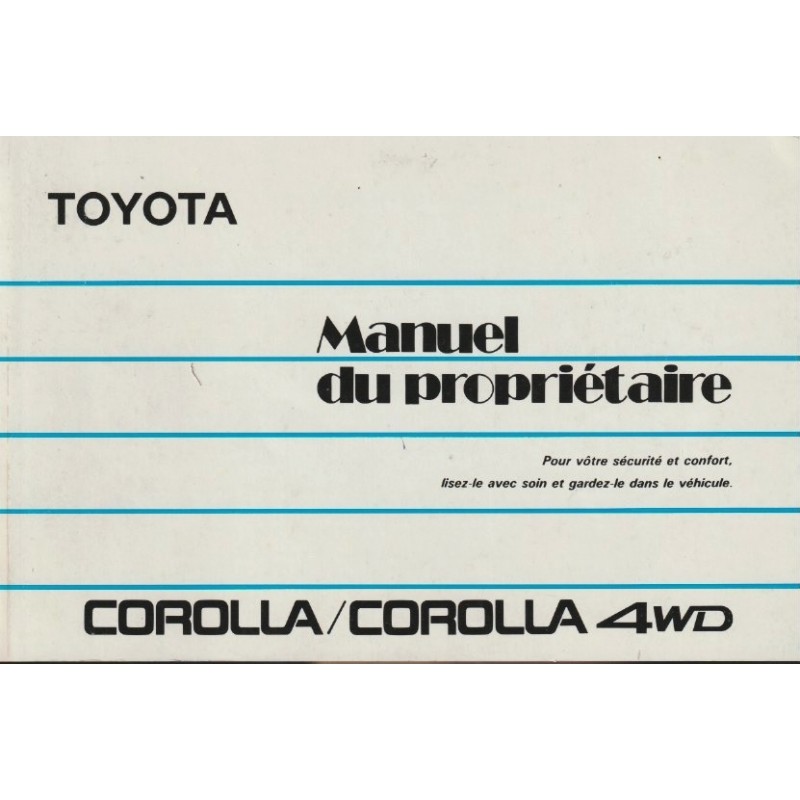 TOYOTA
Manuel
du propriétaire
Pour vôtre sécurité et confort,
lisez-le avec soin et gardez-le dans le véhicule.
COROLLA/COROLLA 4WD